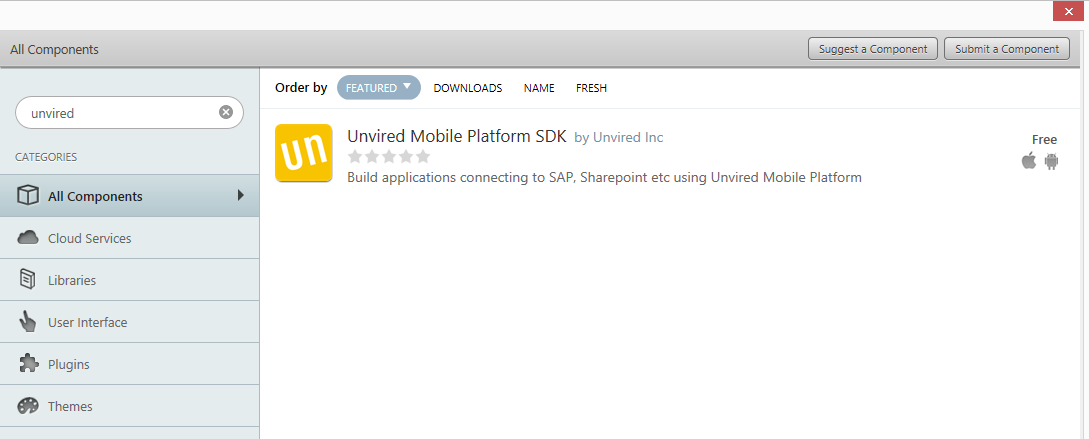 All Components
Suggest a Component
Submit a Component
unvired
CATEGORIES
All Components
Cloud Services
Libraries
User Interface
Plugins
Themes
Order by FEATURED DOWNLOADS NAME FRESH
un
Unvired Mobile Platform SDK by Unvired Inc
Free
Build applications connecting to SAP, Sharepoint etc using Unvired Mobile Platform